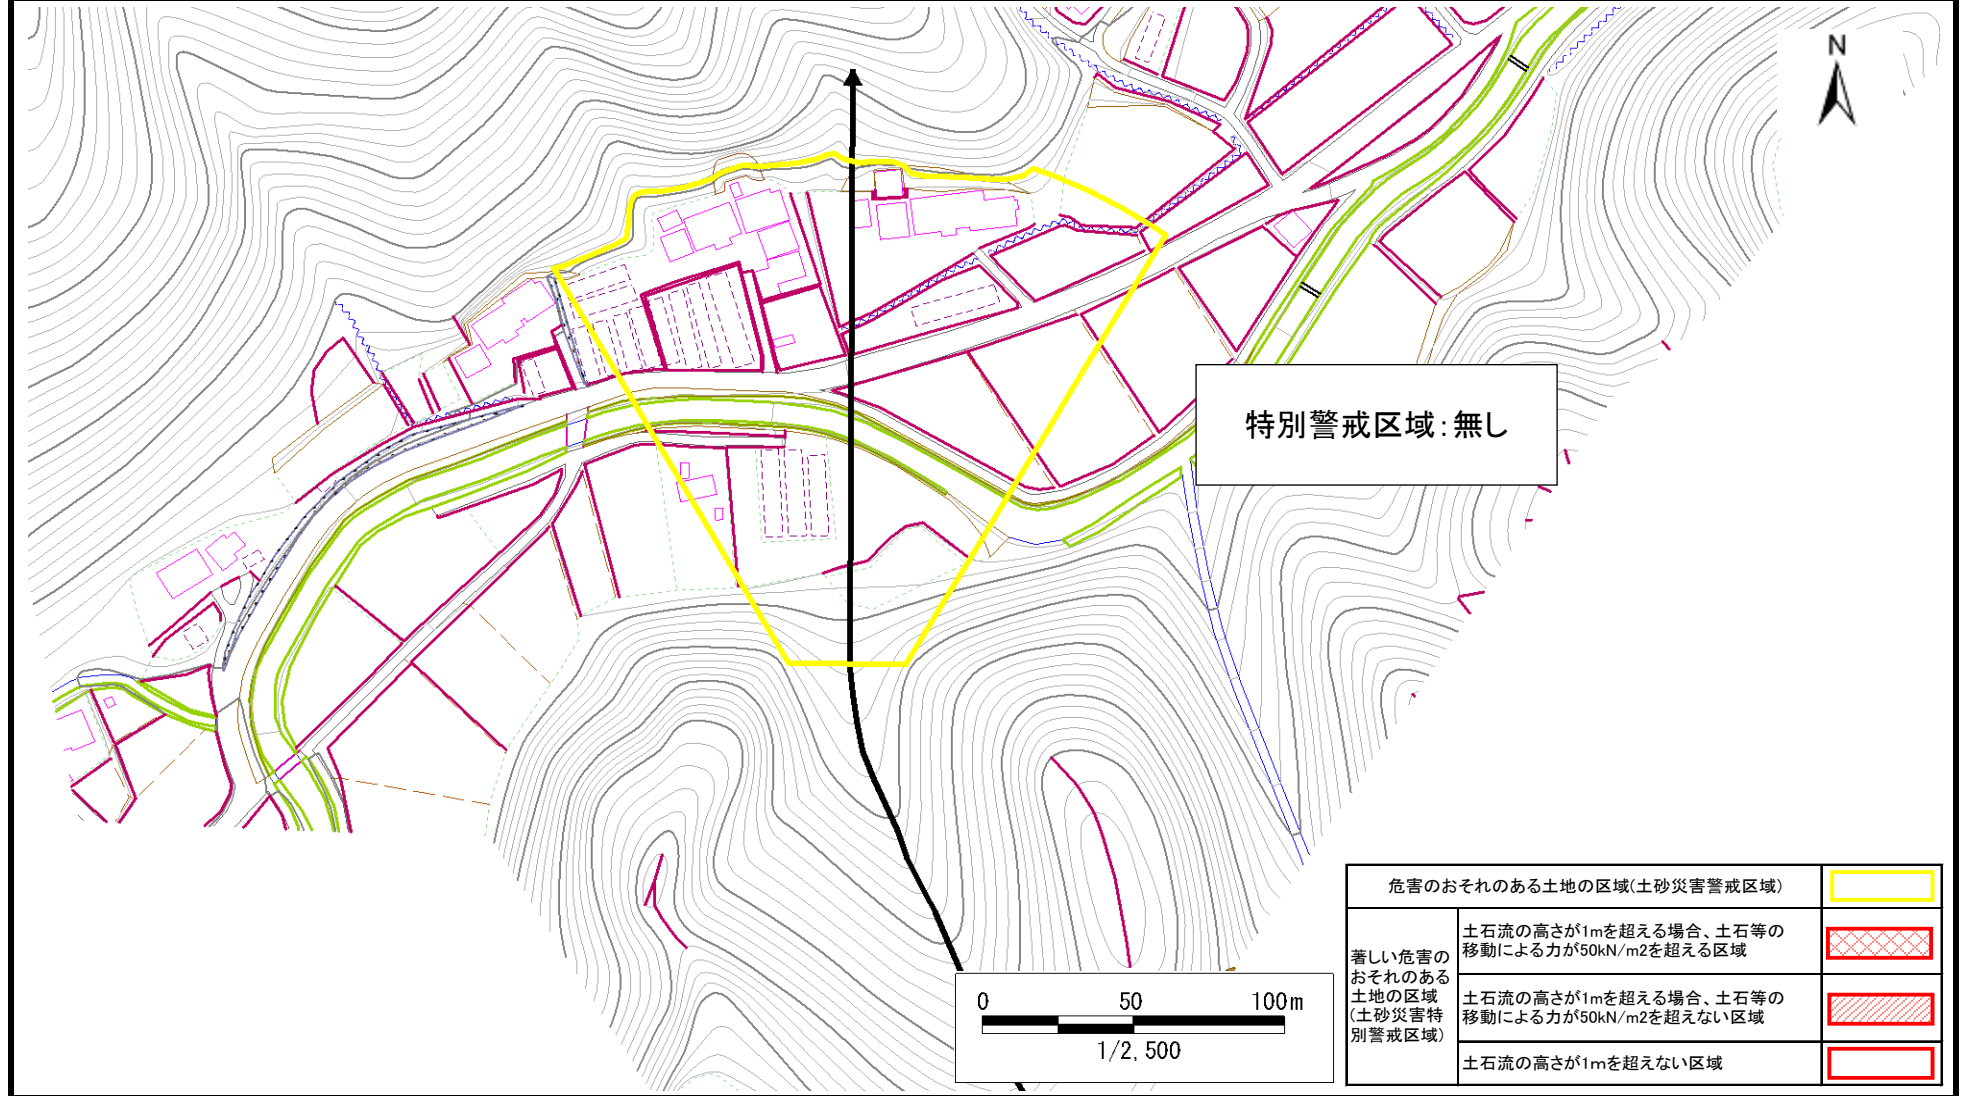 N
特別警戒区域：無し
危害のおそれのある土地の区域(土砂災害警戒区域)
著しい危害の
おそれのある
土地の区域
(土砂災害特
別警戒区域)
土石流の高さが1mを超える場合、土石等の
移動による力が50kN/m2を超える区域
土石流の高さが1mを超える場合、土石等の
移動による力が50kN/m2を超えない区域
土石流の高さが1ｍを超えない区域
0 50 100m
1/2,500